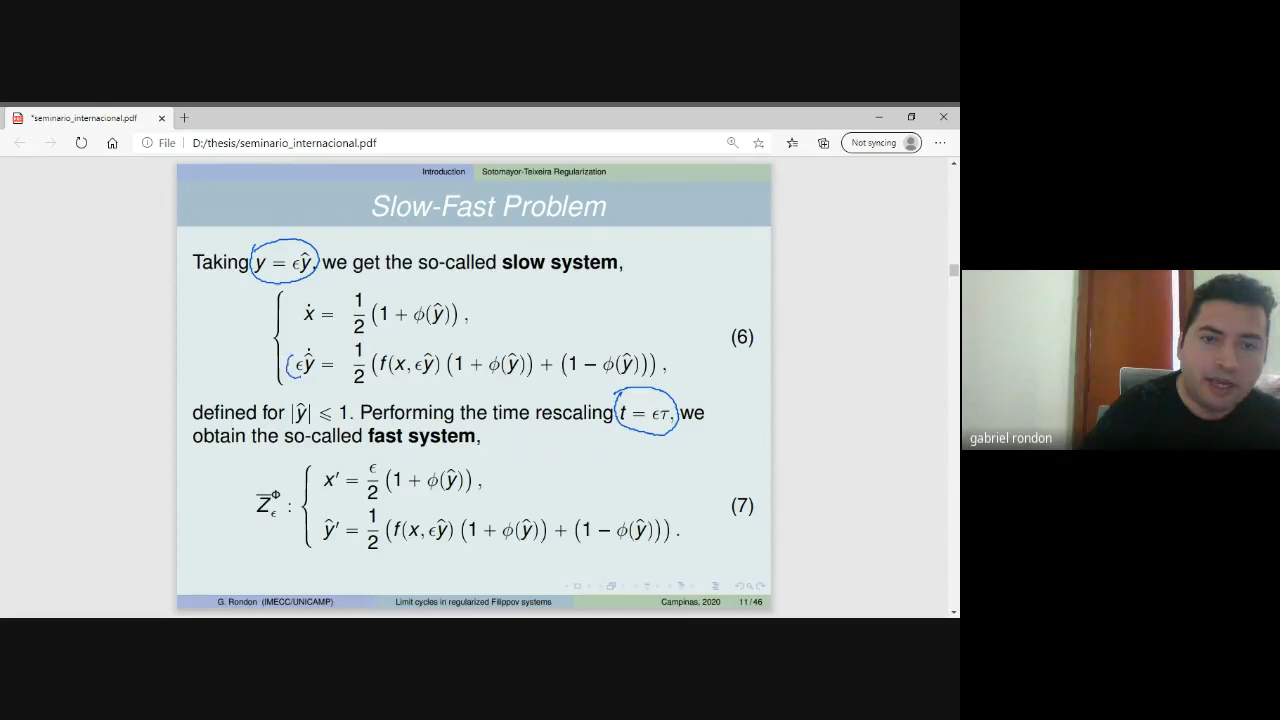 *seminario_internacional.pdf
File D:/thesis/seminario_internacional.pdf Not syncing
Introduction Sotomayor-Teixeira Regularization
Slow-Fast Problem
Taking y = ϵŷ, we get the so-called slow system,
{ ẋ = 1/2 (1 + ϕ(ŷ)),
ϵŷ̇ = 1/2 (f(x, ϵŷ) (1 + ϕ(ŷ)) + (1 − ϕ(ŷ))), (6)
defined for |ŷ| ⩽ 1. Performing the time rescaling t = ϵτ, we
obtain the so-called fast system,
Z̅_ϵ^Φ : { x′ = ϵ/2 (1 + ϕ(ŷ)),
ŷ′ = 1/2 (f(x, ϵŷ) (1 + ϕ(ŷ)) + (1 − ϕ(ŷ))). (7)
G. Rondon (IMECC/UNICAMP) Limit cycles in regularized Filippov systems Campinas, 2020 11 / 46
gabriel rondon